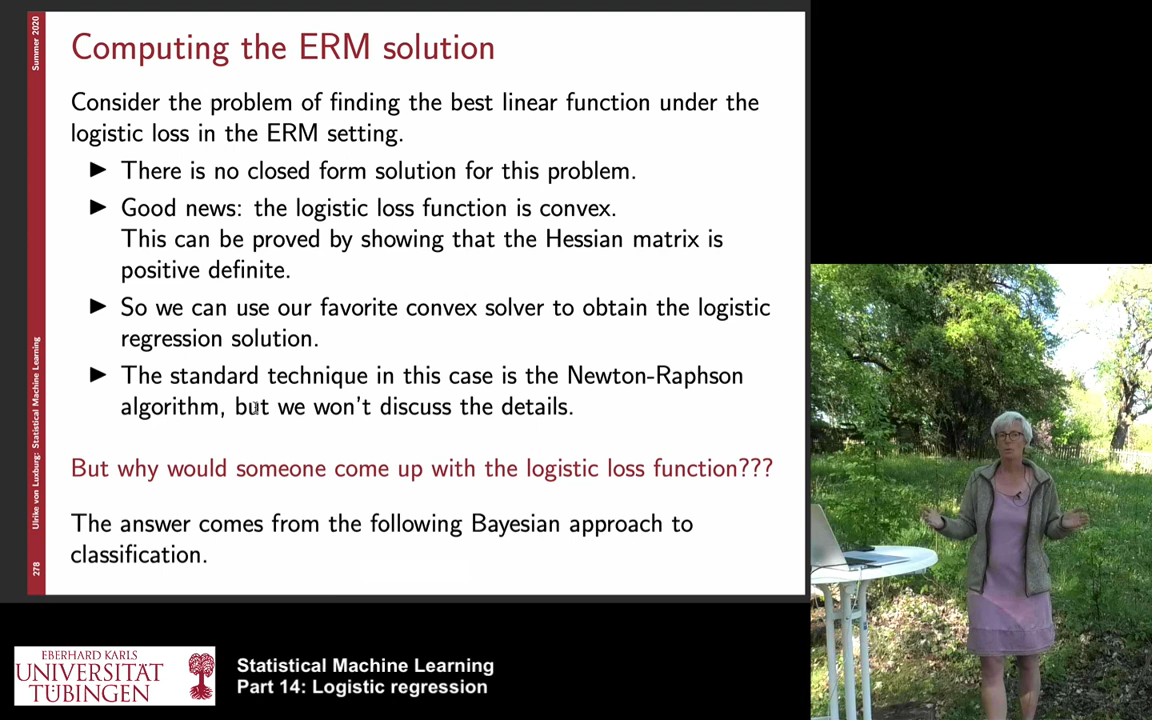 Summer 2020
Computing the ERM solution
Consider the problem of finding the best linear function under the
logistic loss in the ERM setting.
► There is no closed form solution for this problem.
► Good news: the logistic loss function is convex.
This can be proved by showing that the Hessian matrix is
positive definite.
► So we can use our favorite convex solver to obtain the logistic
regression solution.
► The standard technique in this case is the Newton-Raphson
algorithm, but we won't discuss the details.
But why would someone come up with the logistic loss function???
The answer comes from the following Bayesian approach to
classification.
Ulrike von Luxburg: Statistical Machine Learning
278
EBERHARD KARLS
UNIVERSITÄT
TÜBINGEN
Statistical Machine Learning
Part 14: Logistic regression